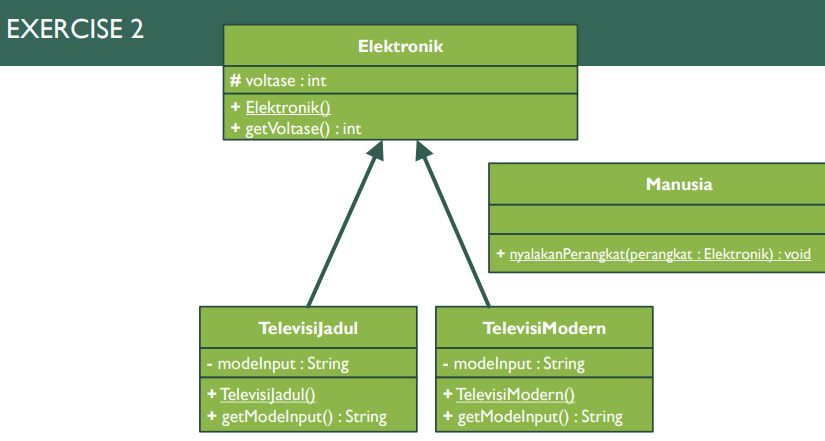 EXERCISE 2
Elektronik
# voltase : int
+ Elektronik()
+ getVoltase() : int
Manusia
+ nyalakanPerangkat(perangkat : Elektronik) : void
TelevisiJadul
- modeInput : String
+ TelevisiJadul()
+ getModeInput() : String
TelevisiModern
- modeInput : String
+ TelevisiModern()
+ getModeInput() : String